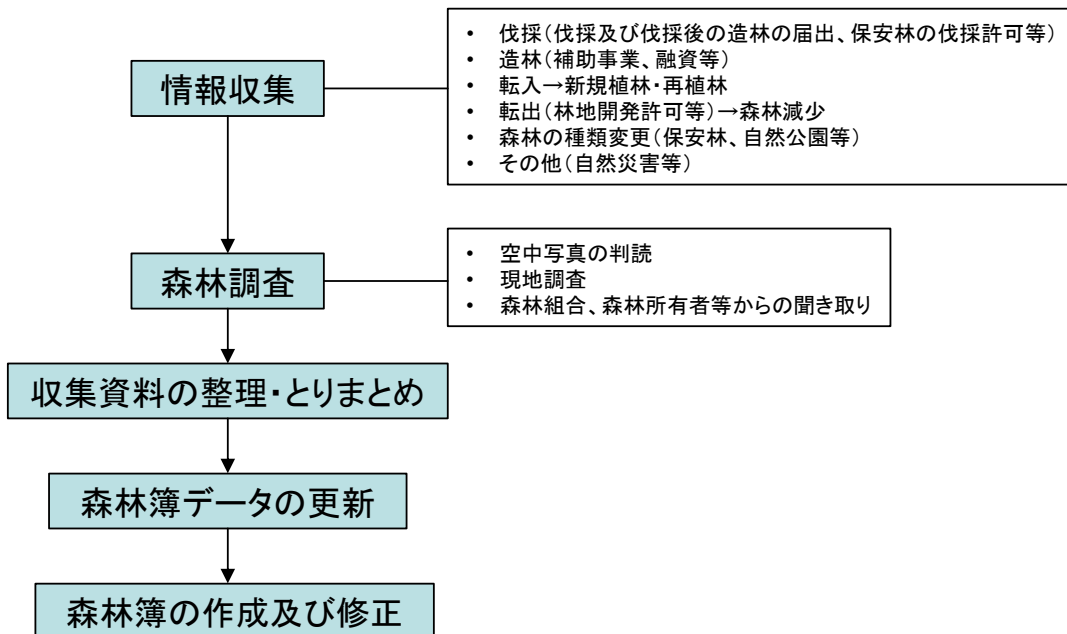 情報収集
• 伐採（伐採及び伐採後の造林の届出、保安林の伐採許可等）
• 造林（補助事業、融資等）
• 転入→新規植林・再植林
• 転出（林地開発許可等）→森林減少
• 森林の種類変更（保安林、自然公園等）
• その他（自然災害等）
森林調査
• 空中写真の判読
• 現地調査
• 森林組合、森林所有者等からの聞き取り
収集資料の整理・とりまとめ
森林簿データの更新
森林簿の作成及び修正